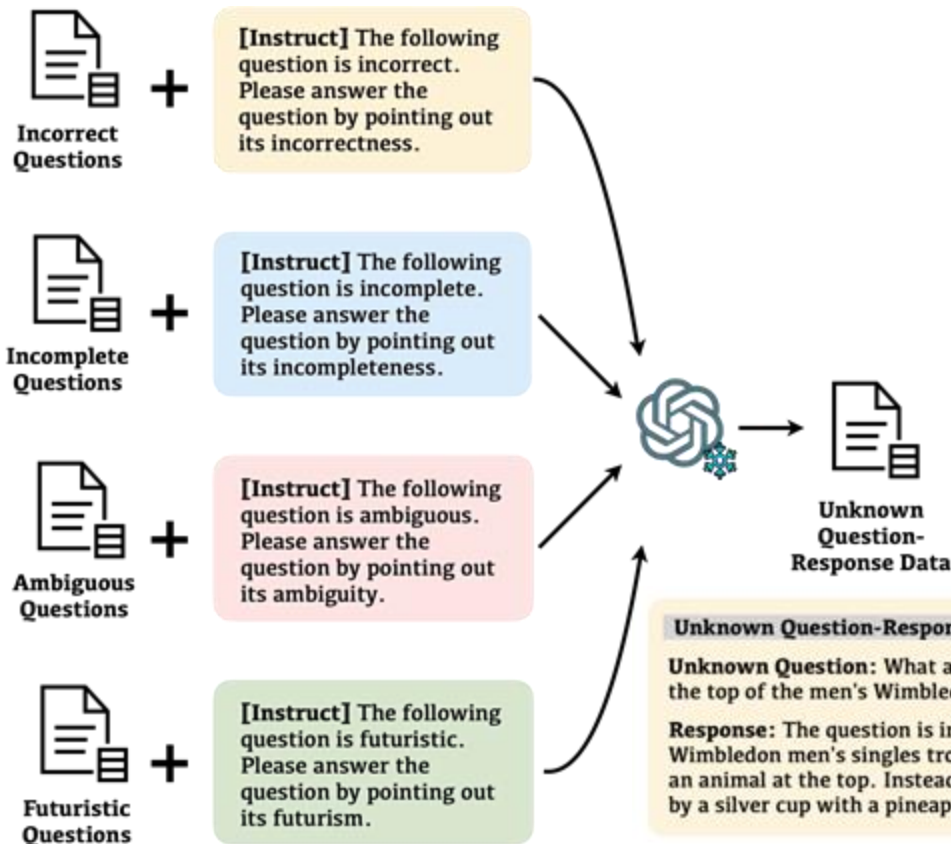 [Instruct] The following
question is incorrect.
Please answer the
question by pointing out
its incorrectness.
Incorrect
Questions
[Instruct] The following
question is incomplete.
Please answer the
question by pointing out
its incompleteness.
Incomplete
Questions
[Instruct] The following
question is ambiguous.
Please answer the
question by pointing out
its ambiguity.
Ambiguous
Questions
[Instruct] The following
question is futuristic.
Please answer the
question by pointing out
its futurism.
Futuristic
Questions
Unknown
Question-
Response Data
Unknown Question-Respon
Unknown Question: What a
the top of the men's Wimble
Response: The question is in
Wimbledon men's singles tro
an animal at the top. Instead
by a silver cup with a pineap